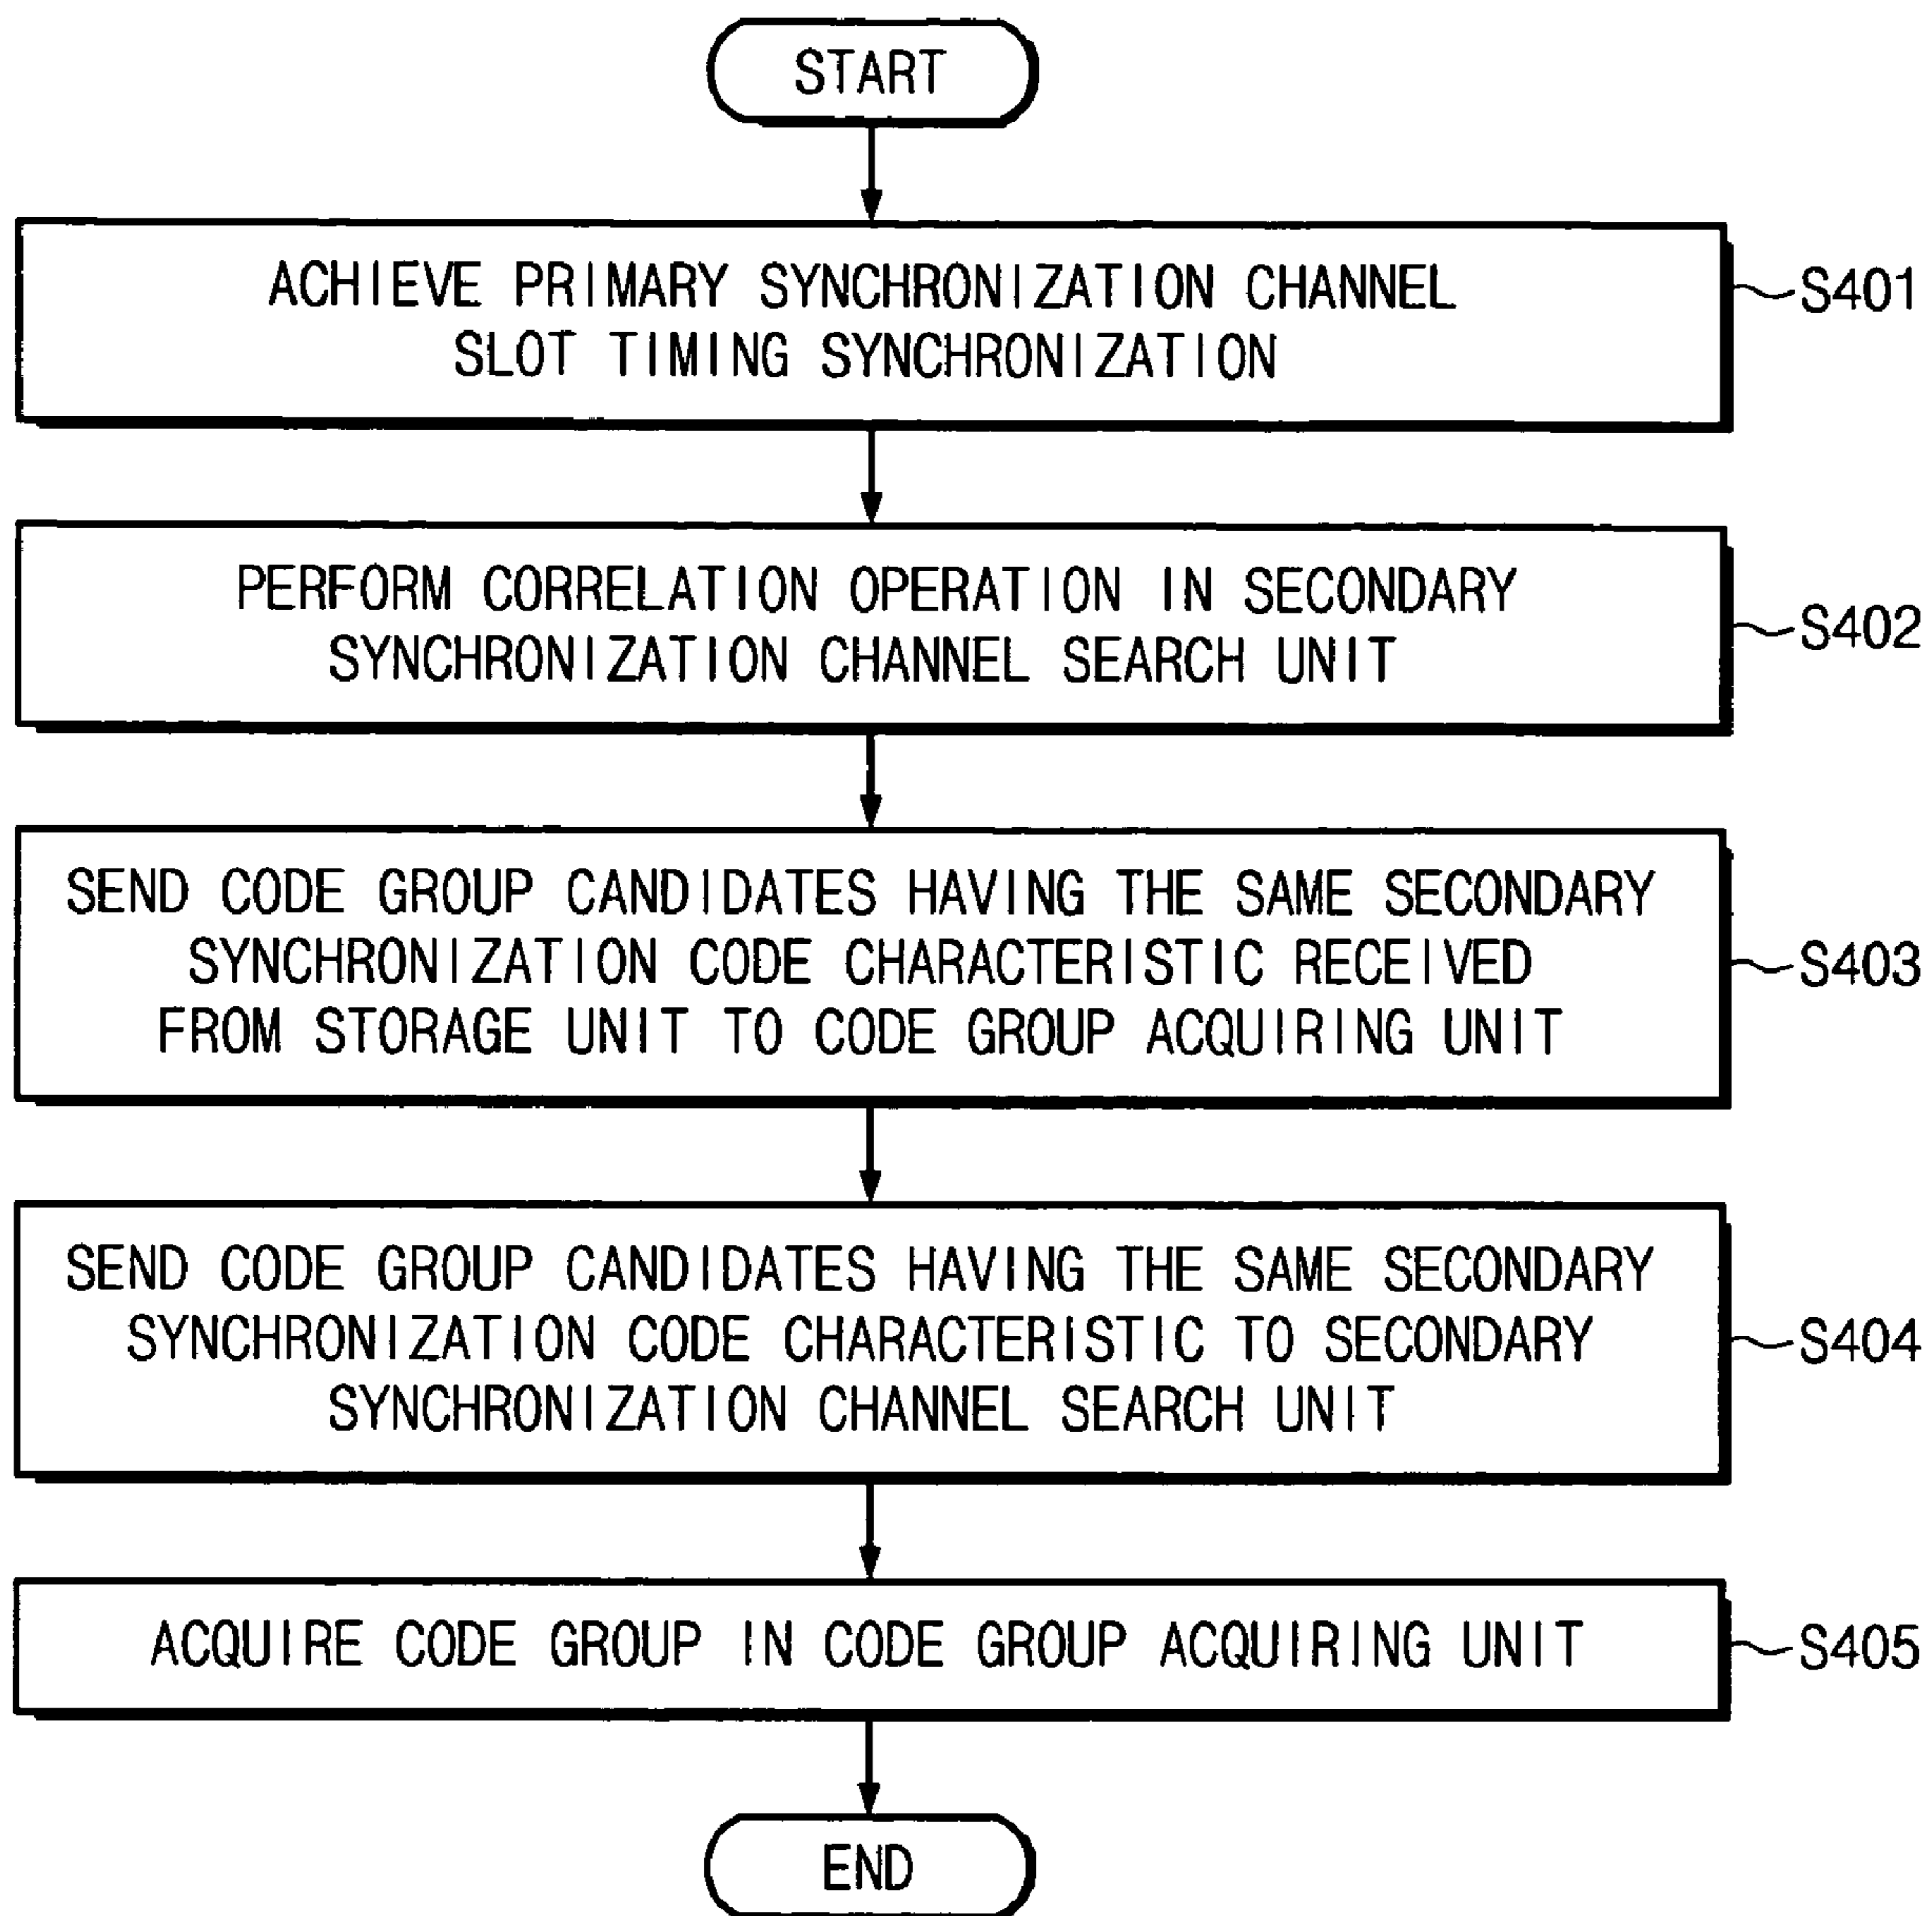 START
ACHIEVE PRIMARY SYNCHRONIZATION CHANNEL
SLOT TIMING SYNCHRONIZATION
S401
PERFORM CORRELATION OPERATION IN SECONDARY
SYNCHRONIZATION CHANNEL SEARCH UNIT
S402
SEND CODE GROUP CANDIDATES HAVING THE SAME SECONDARY
SYNCHRONIZATION CODE CHARACTERISTIC RECEIVED
FROM STORAGE UNIT TO CODE GROUP ACQUIRING UNIT
S403
SEND CODE GROUP CANDIDATES HAVING THE SAME SECONDARY
SYNCHRONIZATION CODE CHARACTERISTIC TO SECONDARY
SYNCHRONIZATION CHANNEL SEARCH UNIT
S404
ACQUIRE CODE GROUP IN CODE GROUP ACQUIRING UNIT
S405
END